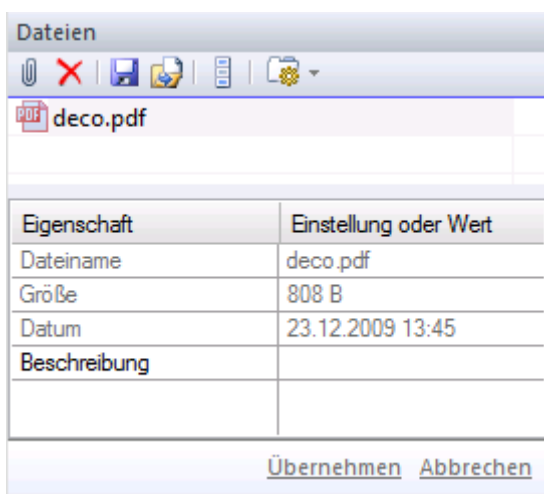 Dateien
PDF deco.pdf
Eigenschaft Einstellung oder Wert
Dateiname deco.pdf
Größe 808 B
Datum 23.12.2009 13:45
Beschreibung
Übernehmen Abbrechen